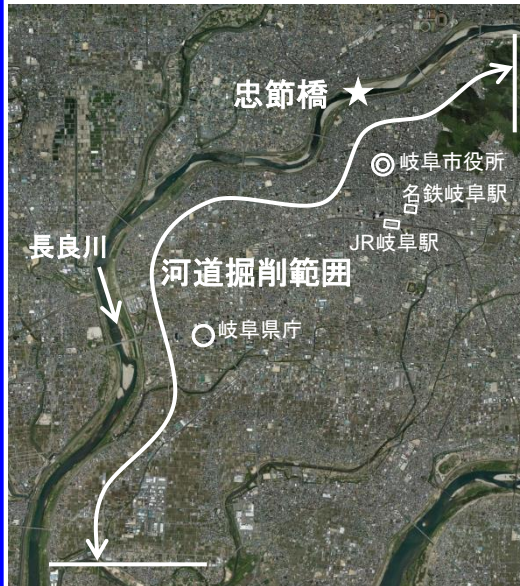 忠節橋
岐阜市役所
名鉄岐阜駅
JR岐阜駅
長良川
河道掘削範囲
岐阜県庁